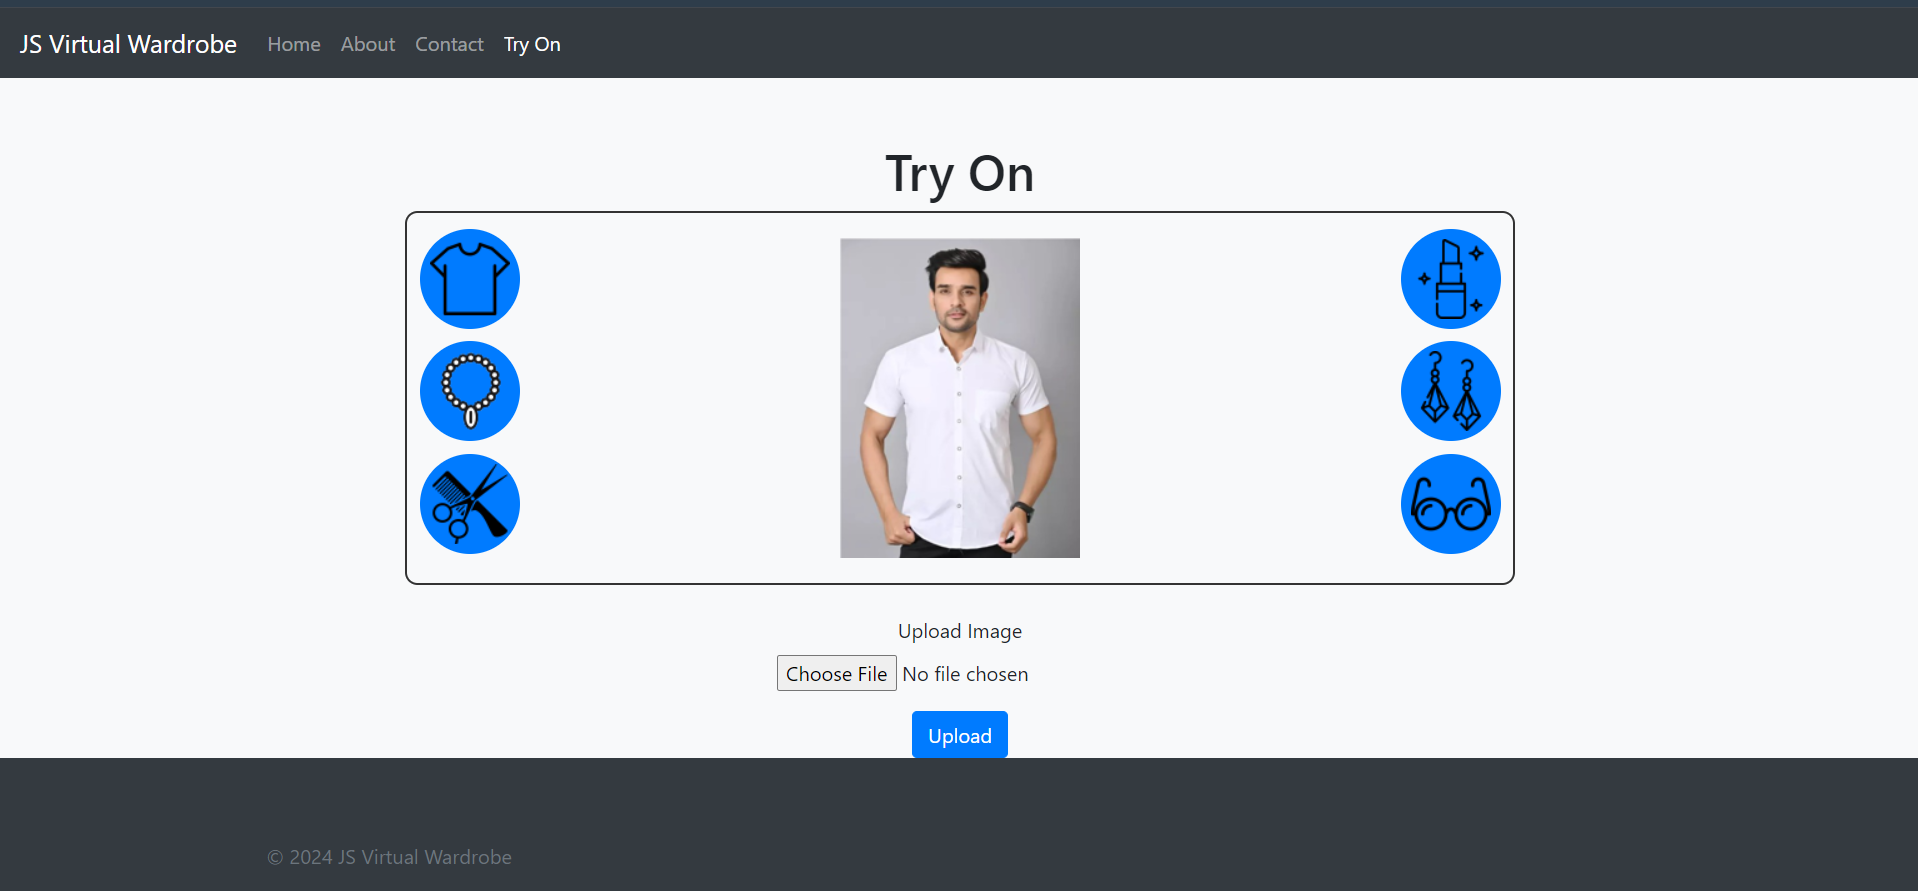 JS Virtual Wardrobe Home About Contact Try On
Try On
Upload Image
Choose File No file chosen
Upload
© 2024 JS Virtual Wardrobe